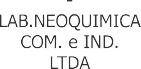 LAB.NEOQUIMICA
COM. e IND.
LTDA